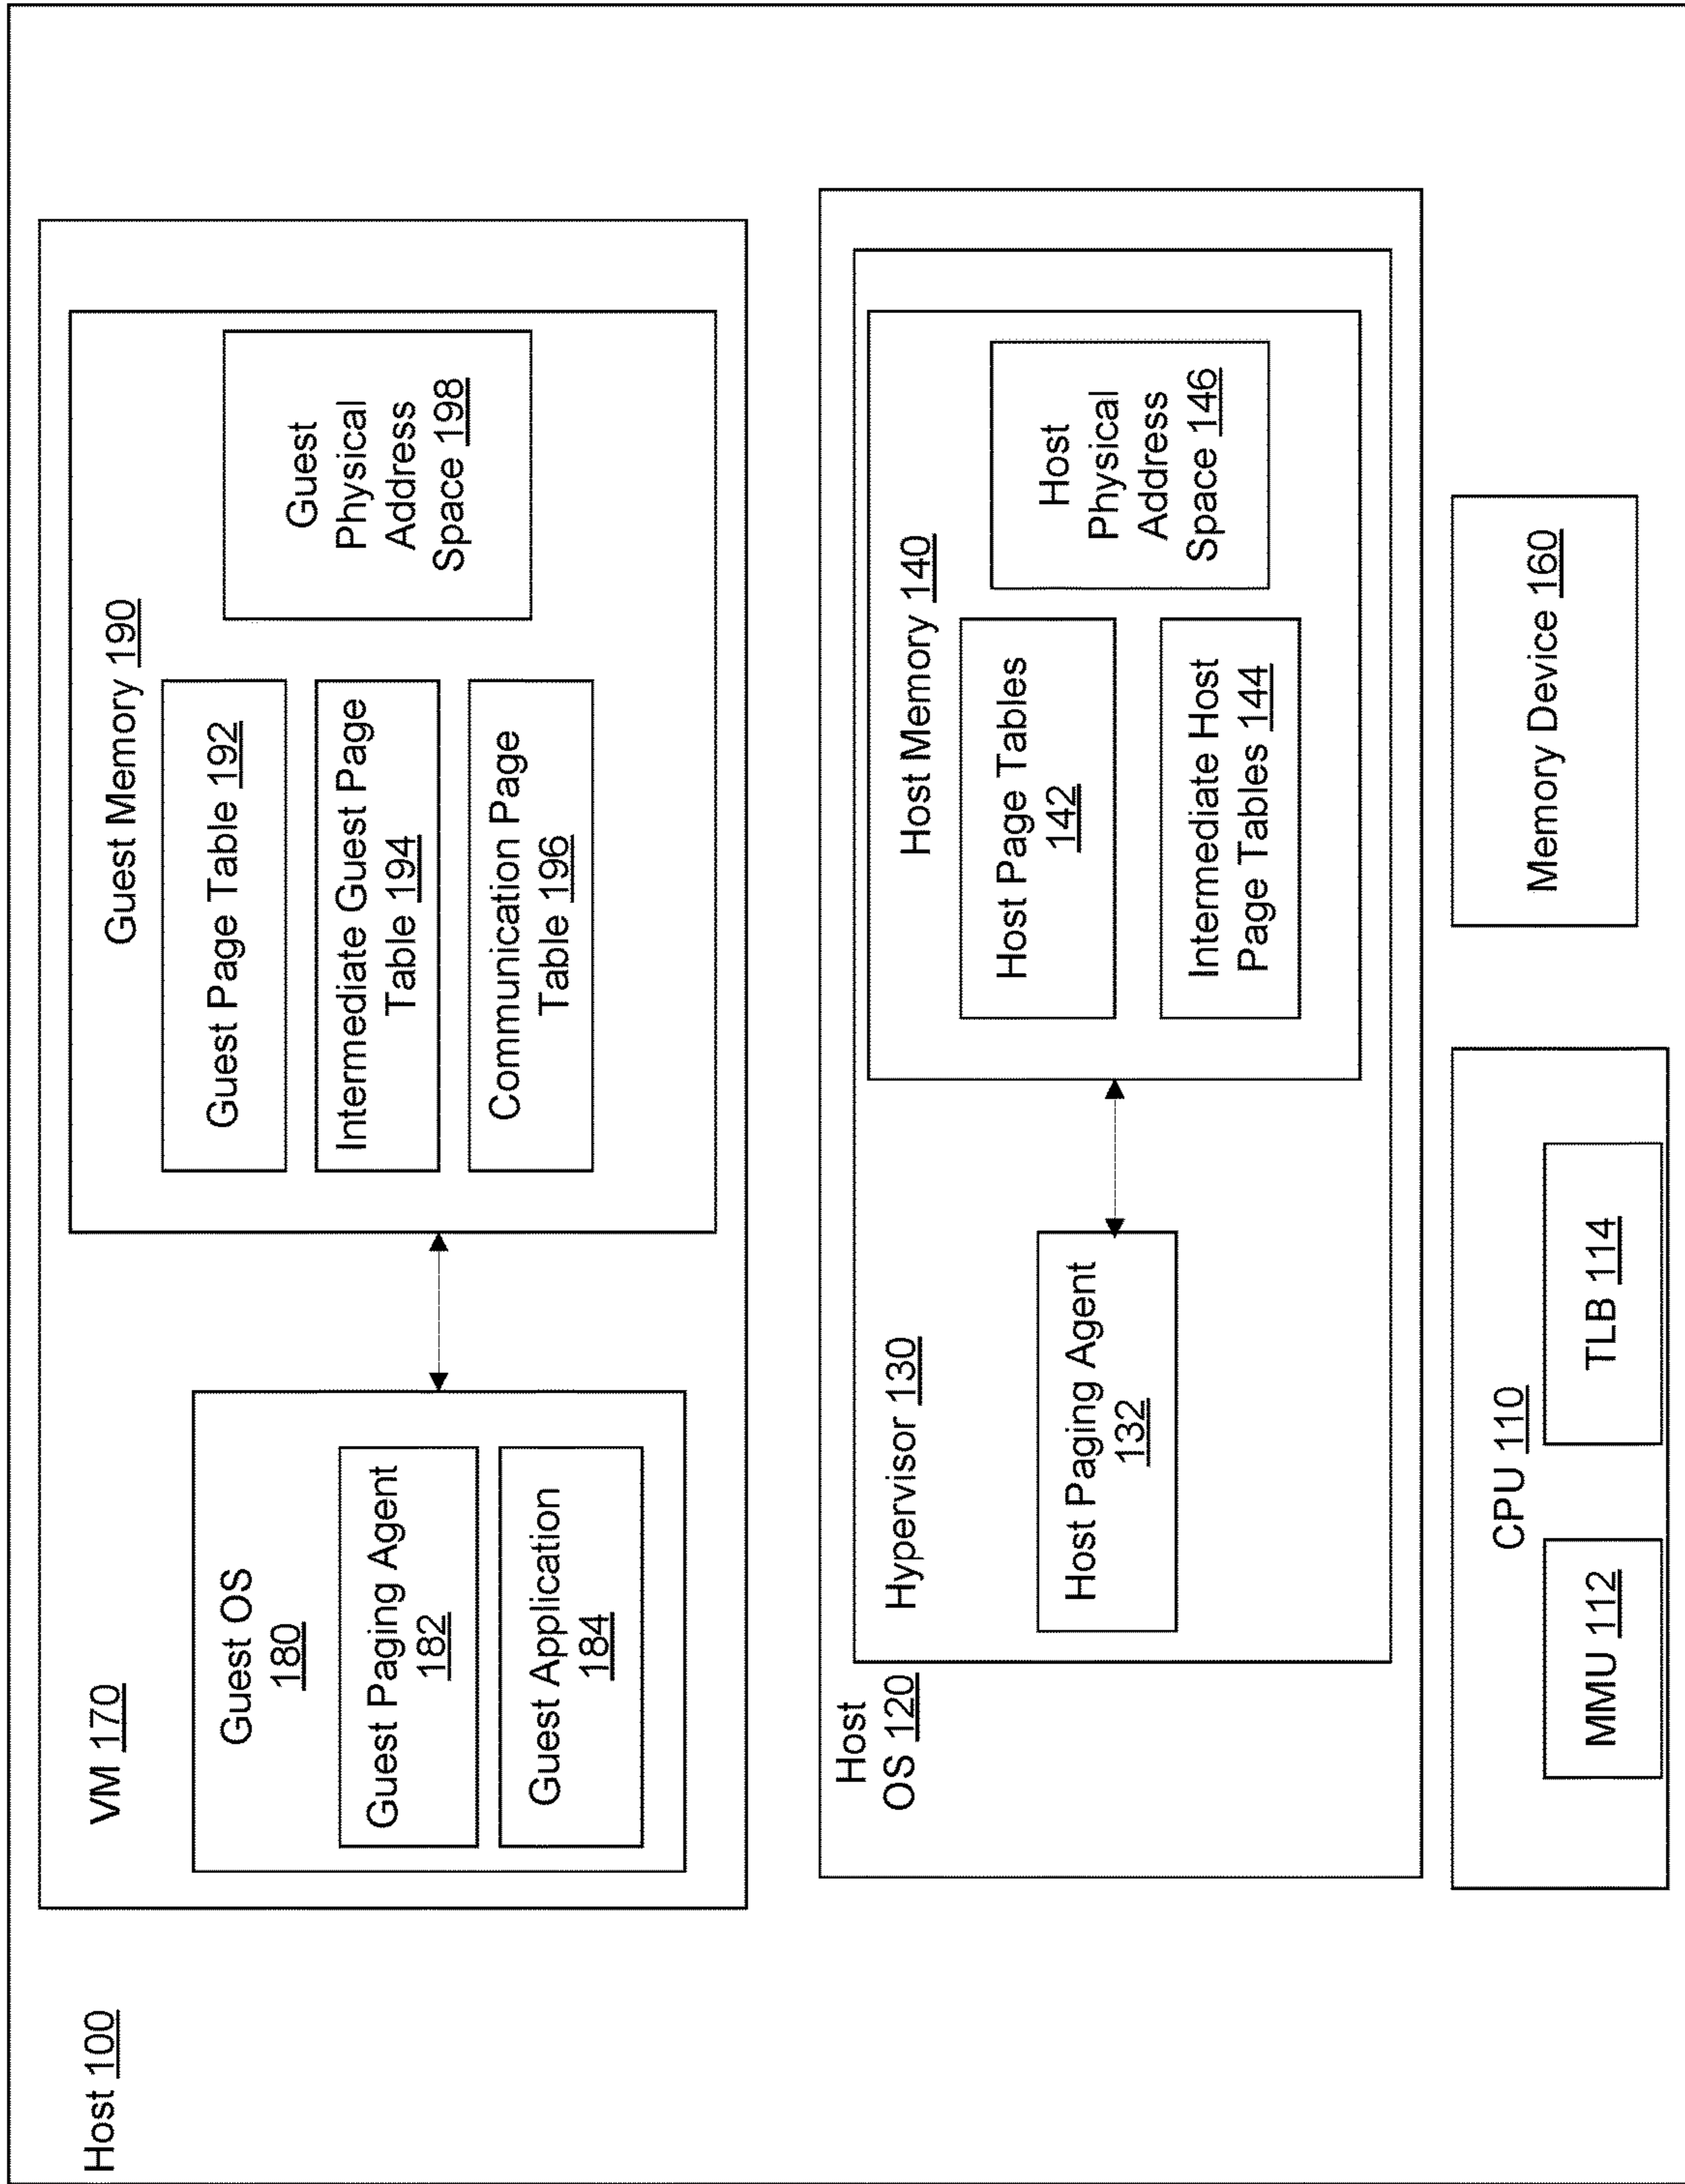 Host 100
VM 170
Guest OS
180
Guest Paging Agent
182
Guest Application
184
Guest Memory 190
Guest Page Table 192
Intermediate Guest Page
Table 194
Communication Page
Table 196
Guest
Physical
Address
Space 198
Host
OS 120
Hypervisor 130
Host Paging Agent
132
Host Memory 140
Host Page Tables
142
Intermediate Host
Page Tables 144
Host
Physical
Address
Space 146
CPU 110
MMU 112
TLB 114
Memory Device 160